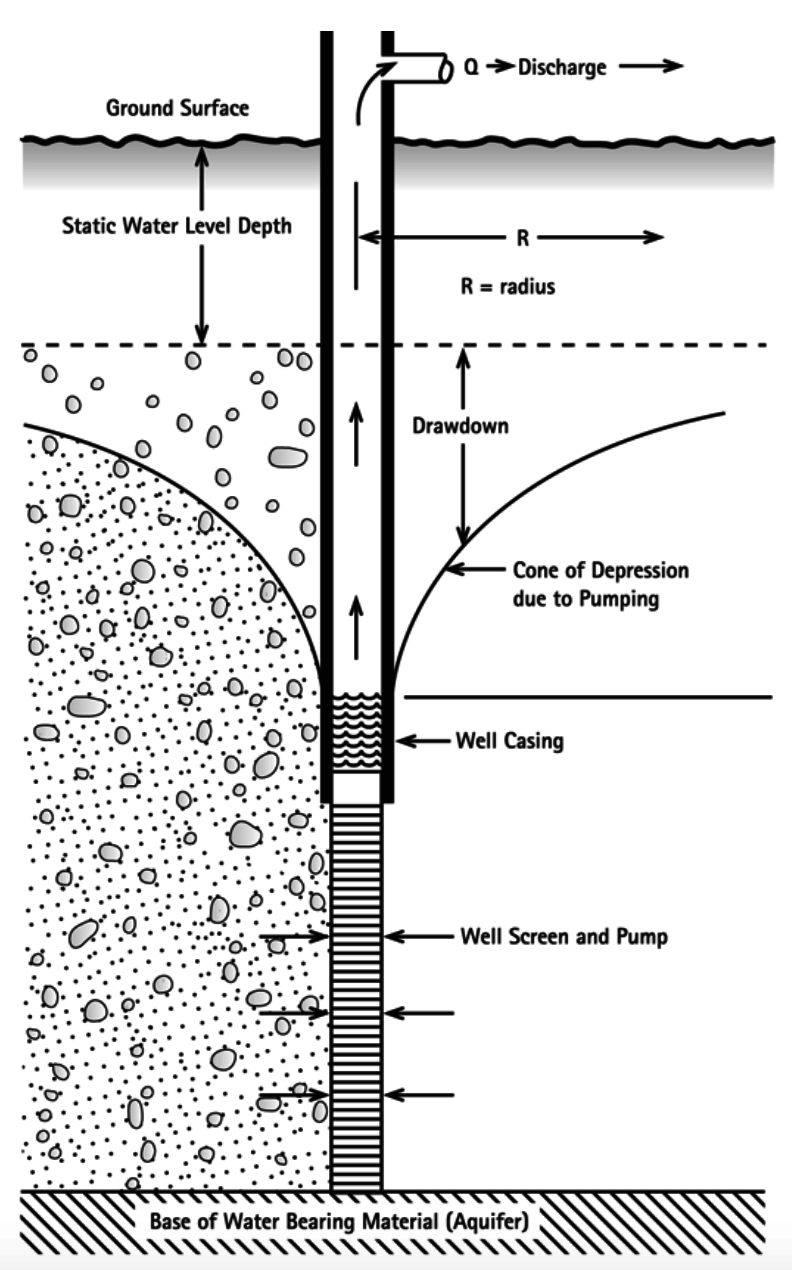 Q → Discharge →
Ground Surface
Static Water Level Depth
R
R = radius
Drawdown
Cone of Depression
due to Pumping
Well Casing
Well Screen and Pump
Base of Water Bearing Material (Aquifer)